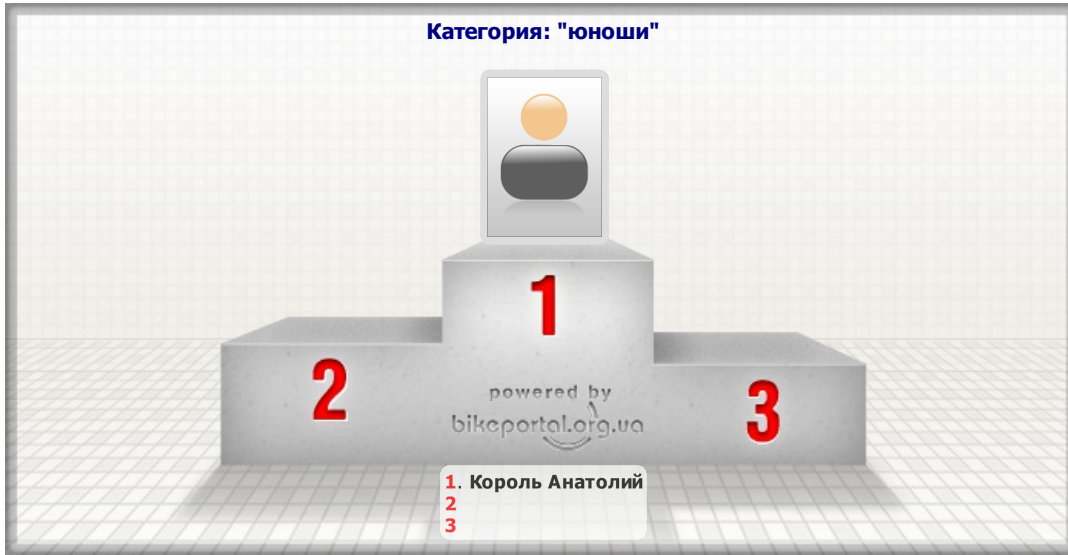 Категория: "юноши"
1
2
3
powered by
bikeportal.org.ua
1. Король Анатолий
2
3